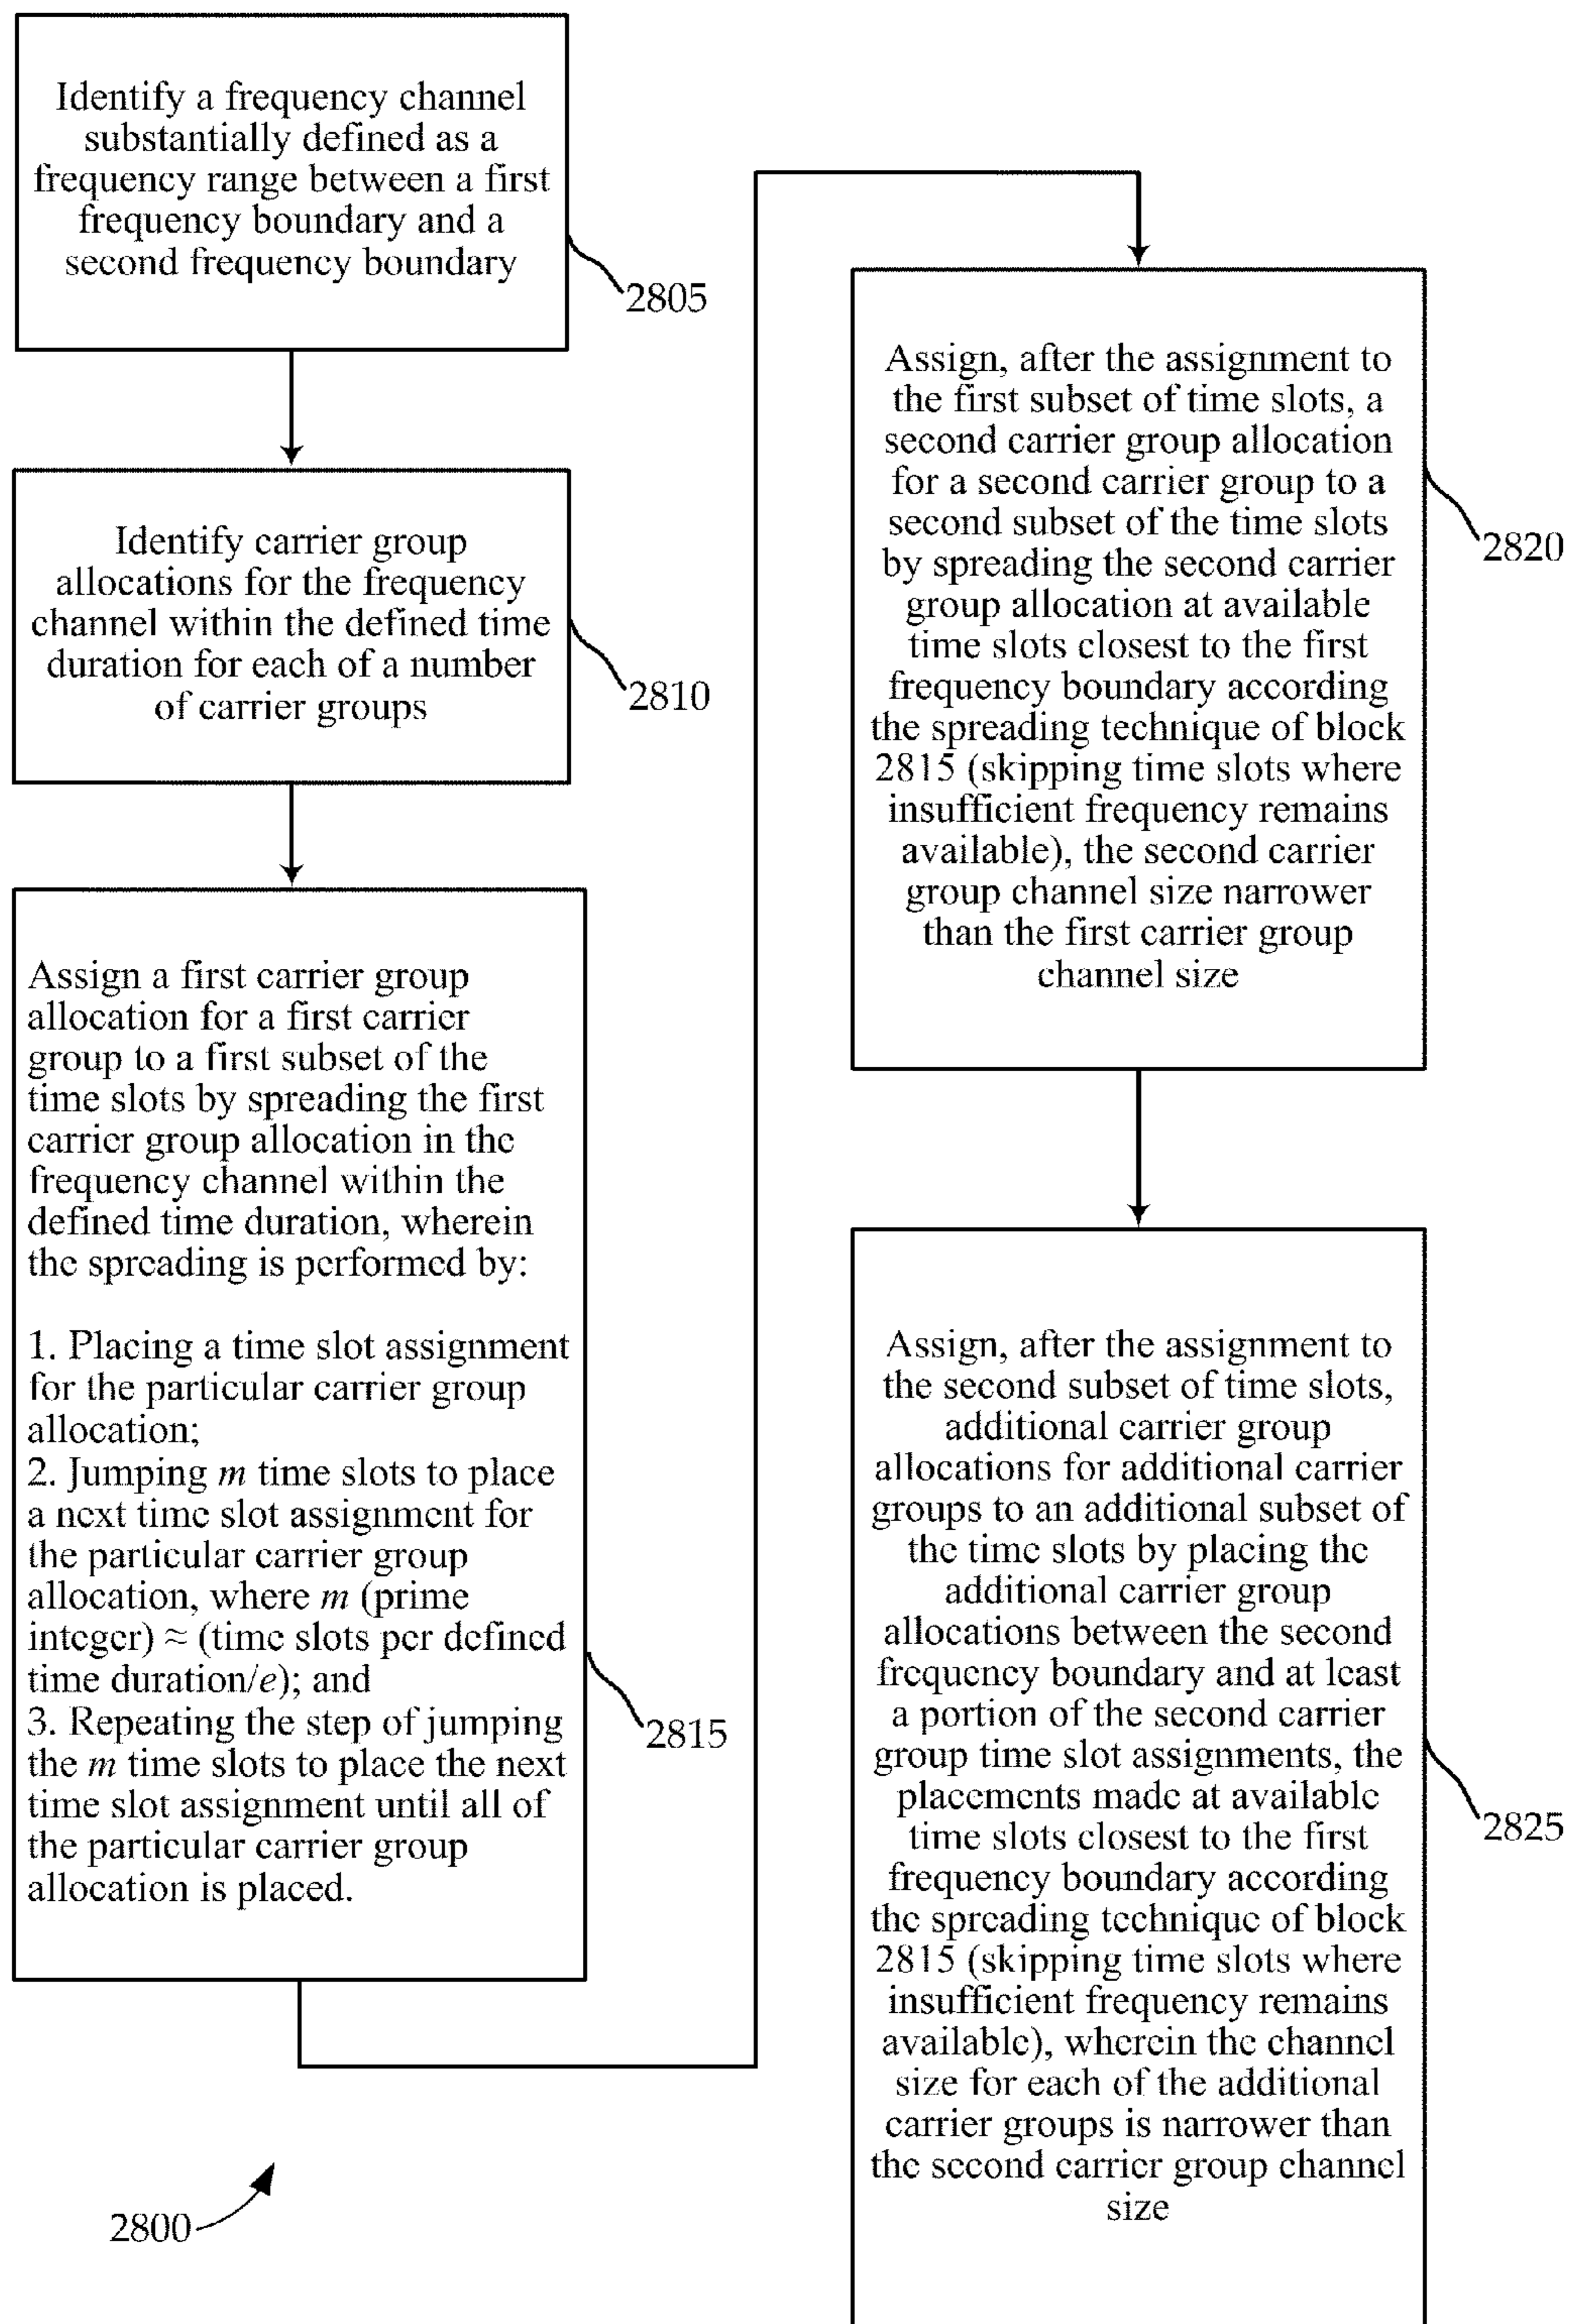 Identify a frequency channel
substantially defined as a
frequency range between a first
frequency boundary and a
second frequency boundary
2805
Identify carrier group
allocations for the frequency
channel within the defined time
duration for each of a number
of carrier groups
2810
Assign a first carrier group
allocation for a first carrier
group to a first subset of the
time slots by spreading the first
carrier group allocation in the
frequency channel within the
defined time duration, wherein
the spreading is performed by:
1. Placing a time slot assignment
for the particular carrier group
allocation;
2. Jumping m time slots to place
a next time slot assignment for
the particular carrier group
allocation, where m (prime
integer) ≈ (time slots per defined
time duration/e); and
3. Repeating the step of jumping
the m time slots to place the next
time slot assignment until all of
the particular carrier group
allocation is placed.
2815
Assign, after the assignment to
the first subset of time slots, a
second carrier group allocation
for a second carrier group to a
second subset of the time slots
by spreading the second carrier
group allocation at available
time slots closest to the first
frequency boundary according
the spreading technique of block
2815 (skipping time slots where
insufficient frequency remains
available), the second carrier
group channel size narrower
than the first carrier group
channel size
2820
Assign, after the assignment to
the second subset of time slots,
additional carrier group
allocations for additional carrier
groups to an additional subset of
the time slots by placing the
additional carrier group
allocations between the second
frequency boundary and at least
a portion of the second carrier
group time slot assignments, the
placements made at available
time slots closest to the first
frequency boundary according
the spreading technique of block
2815 (skipping time slots where
insufficient frequency remains
available), wherein the channel
size for each of the additional
carrier groups is narrower than
the second carrier group channel
size
2825
2800